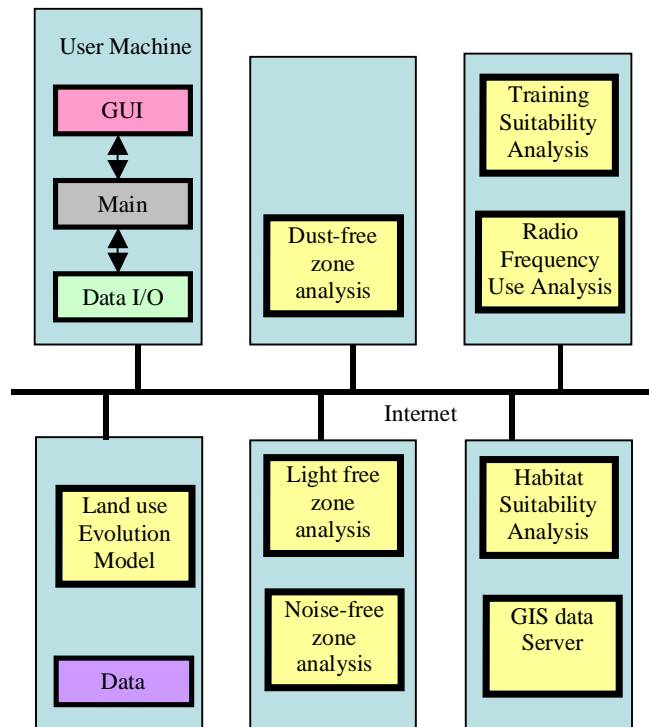 User Machine
GUI
Main
Data I/O
Dust-free
zone
analysis
Training
Suitability
Analysis
Radio
Frequency
Use Analysis
Internet
Land use
Evolution
Model
Data
Light free
zone
analysis
Noise-free
zone
analysis
Habitat
Suitability
Analysis
GIS data
Server